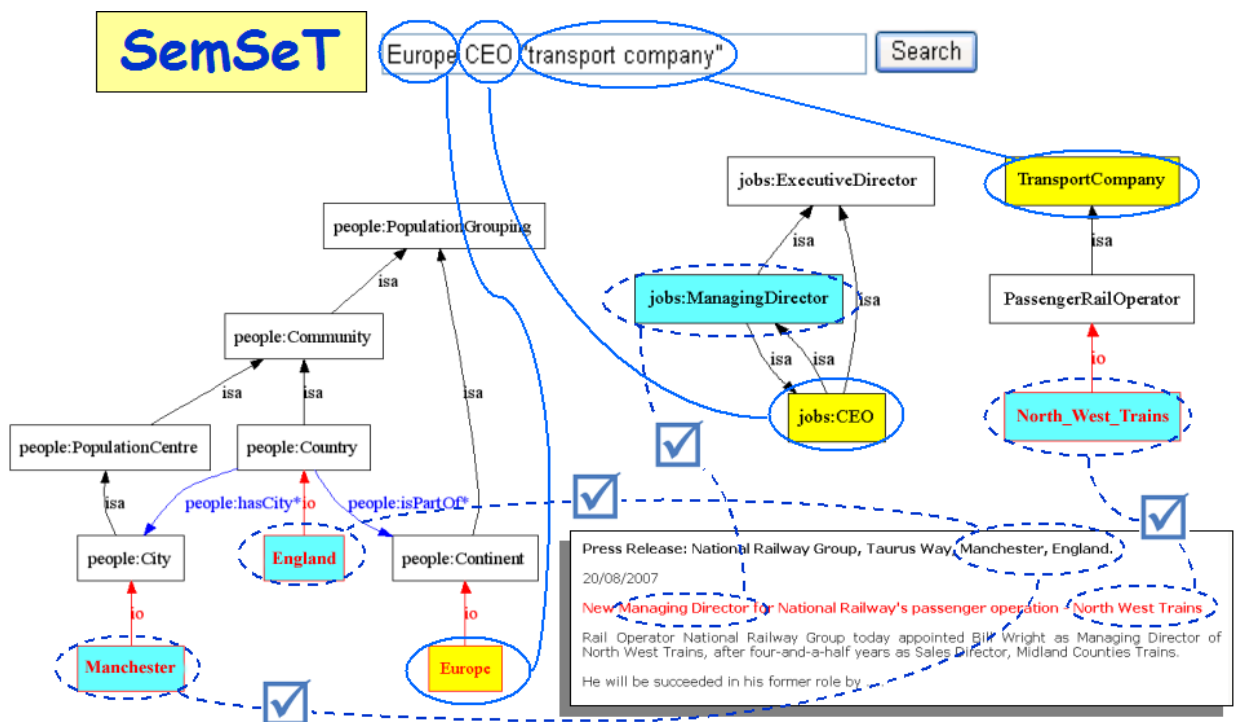 SemSeT
Europe CEO "transport company"
Search
jobs:ExecutiveDirector
TransportCompany
people:PopulationGrouping
isa
isa
isa
jobs:ManagingDirector
isa
PassengerRailOperator
people:Community
isa
isa
io
isa
isa
isa
jobs:CEO
North_West_Trains
people:PopulationCentre
people:Country
isa
people:hasCity*
io
people:isPartOf*
people:City
England
people:Continent
io
io
Manchester
Europe
Press Release: National Railway Group, Taurus Way, Manchester, England.
20/08/2007
New Managing Director for National Railway's passenger operation - North West Trains
Rail Operator National Railway Group today appointed Bill Wright as Managing Director of
North West Trains, after four-and-a-half years as Sales Director, Midland Counties Trains.
He will be succeeded in his former role by ...